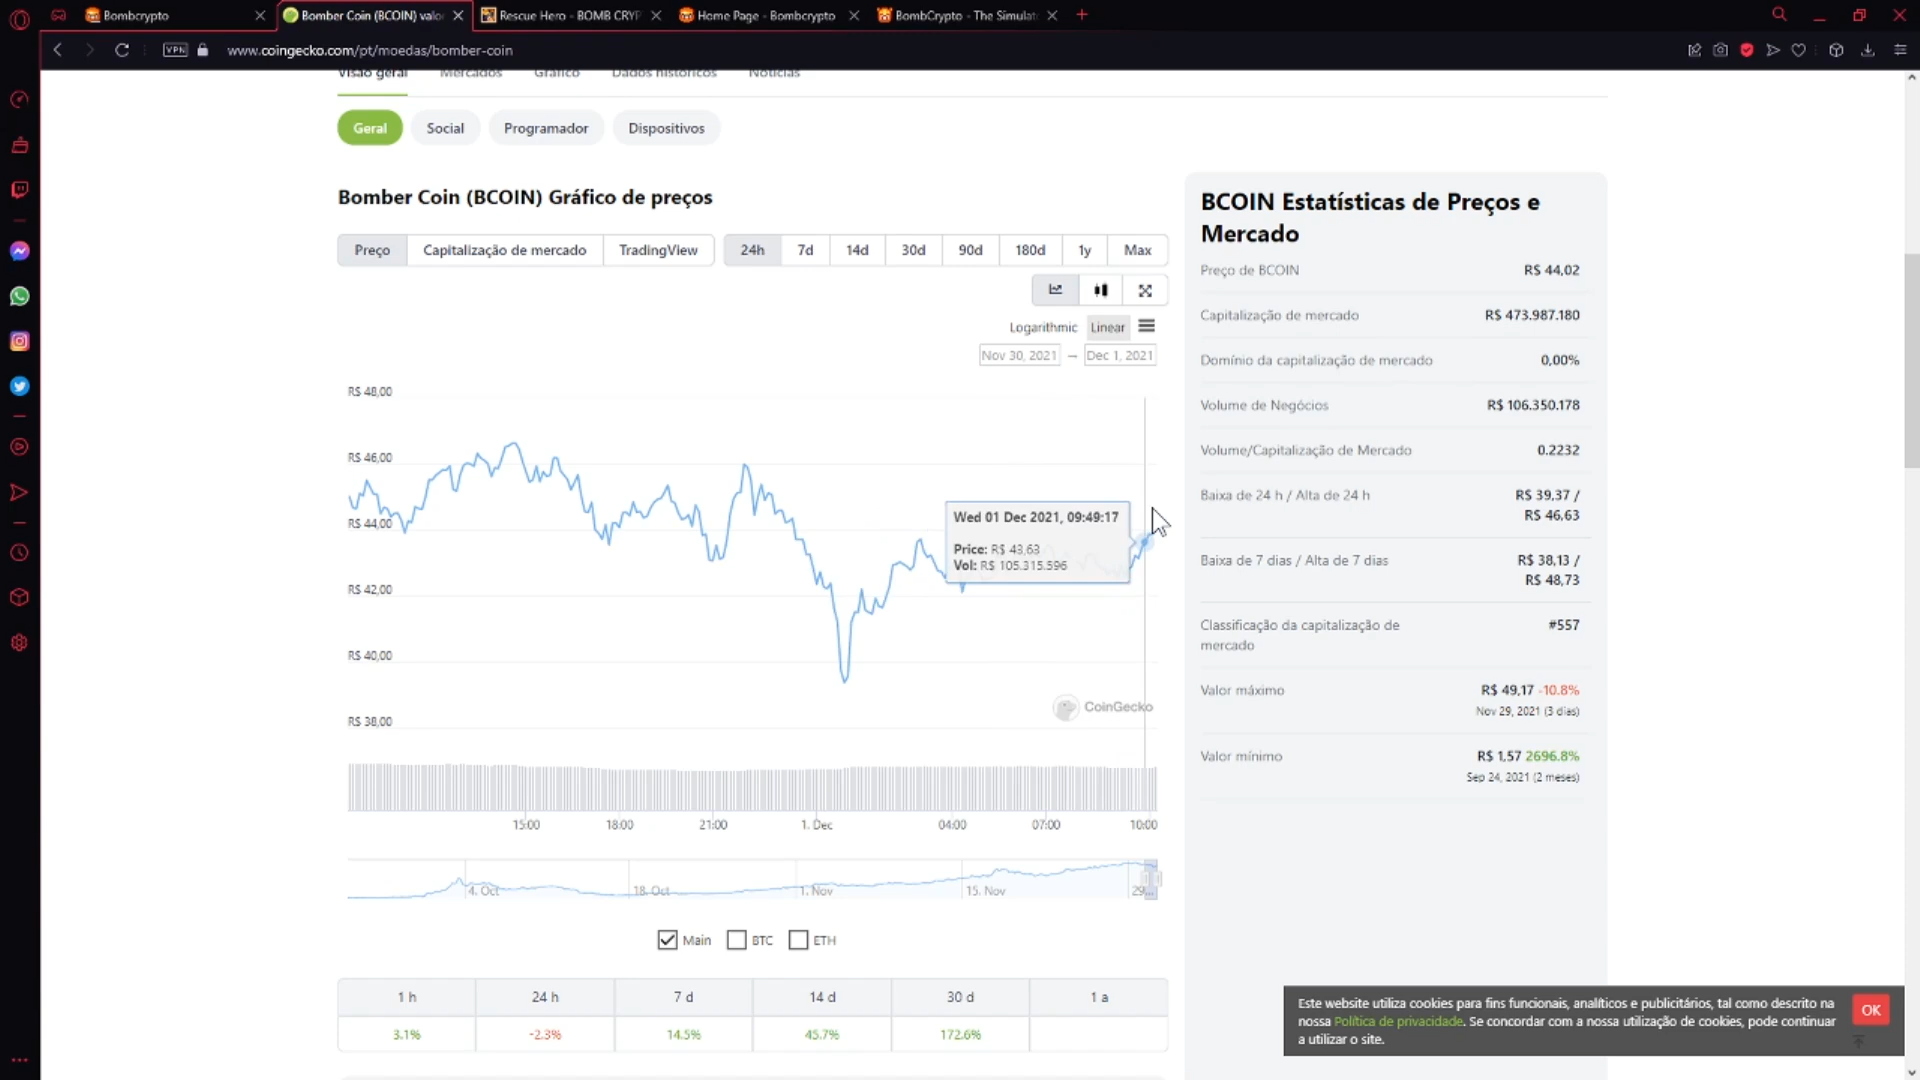 Bombcrypto
Bomber Coin (BCOIN) valo
Rescue Hero - BOMB CRYP
Home Page - Bombcrypto
BombCrypto - The Simulat
VPN
www.coingecko.com/pt/moedas/bomber-coin
Visão geral
Mercados
Gráfico
Dados históricos
Notícias
Geral
Social
Programador
Dispositivos
Bomber Coin (BCOIN) Gráfico de preços
Preço
Capitalização de mercado
TradingView
24h
7d
14d
30d
90d
180d
1y
Max
Logarithmic
Linear
Nov 30, 2021 → Dec 1, 2021
R$ 48,00
R$ 46,00
R$ 44,00
R$ 42,00
R$ 40,00
R$ 38,00
Wed 01 Dec 2021, 09:49:17
Price: R$ 43,63
Vol: R$ 105.315.596
CoinGecko
15:00
18:00
21:00
1. Dec
04:00
07:00
10:00
4. Oct
18. Oct
1. Nov
15. Nov
29...
Main
BTC
ETH
1 h
24 h
7 d
14 d
30 d
1 a
3.1%
-2.3%
14.5%
45.7%
172.6%
BCOIN Estatísticas de Preços e
Mercado
Preço de BCOIN
R$ 44,02
Capitalização de mercado
R$ 473.987.180
Domínio da capitalização de mercado
0,00%
Volume de Negócios
R$ 106.350.178
Volume/Capitalização de Mercado
0.2232
Baixa de 24 h / Alta de 24 h
R$ 39,37 /
R$ 46,63
Baixa de 7 dias / Alta de 7 dias
R$ 38,13 /
R$ 48,73
Classificação da capitalização de
mercado
#557
Valor máximo
R$ 49,17 -10.8%
Nov 29, 2021 (3 dias)
Valor mínimo
R$ 1,57 2696.8%
Sep 24, 2021 (2 meses)
Este website utiliza cookies para fins funcionais, analíticos e publicitários, tal como descrito na
nossa Política de privacidade. Se concordar com a nossa utilização de cookies, pode continuar
a utilizar o site.
OK